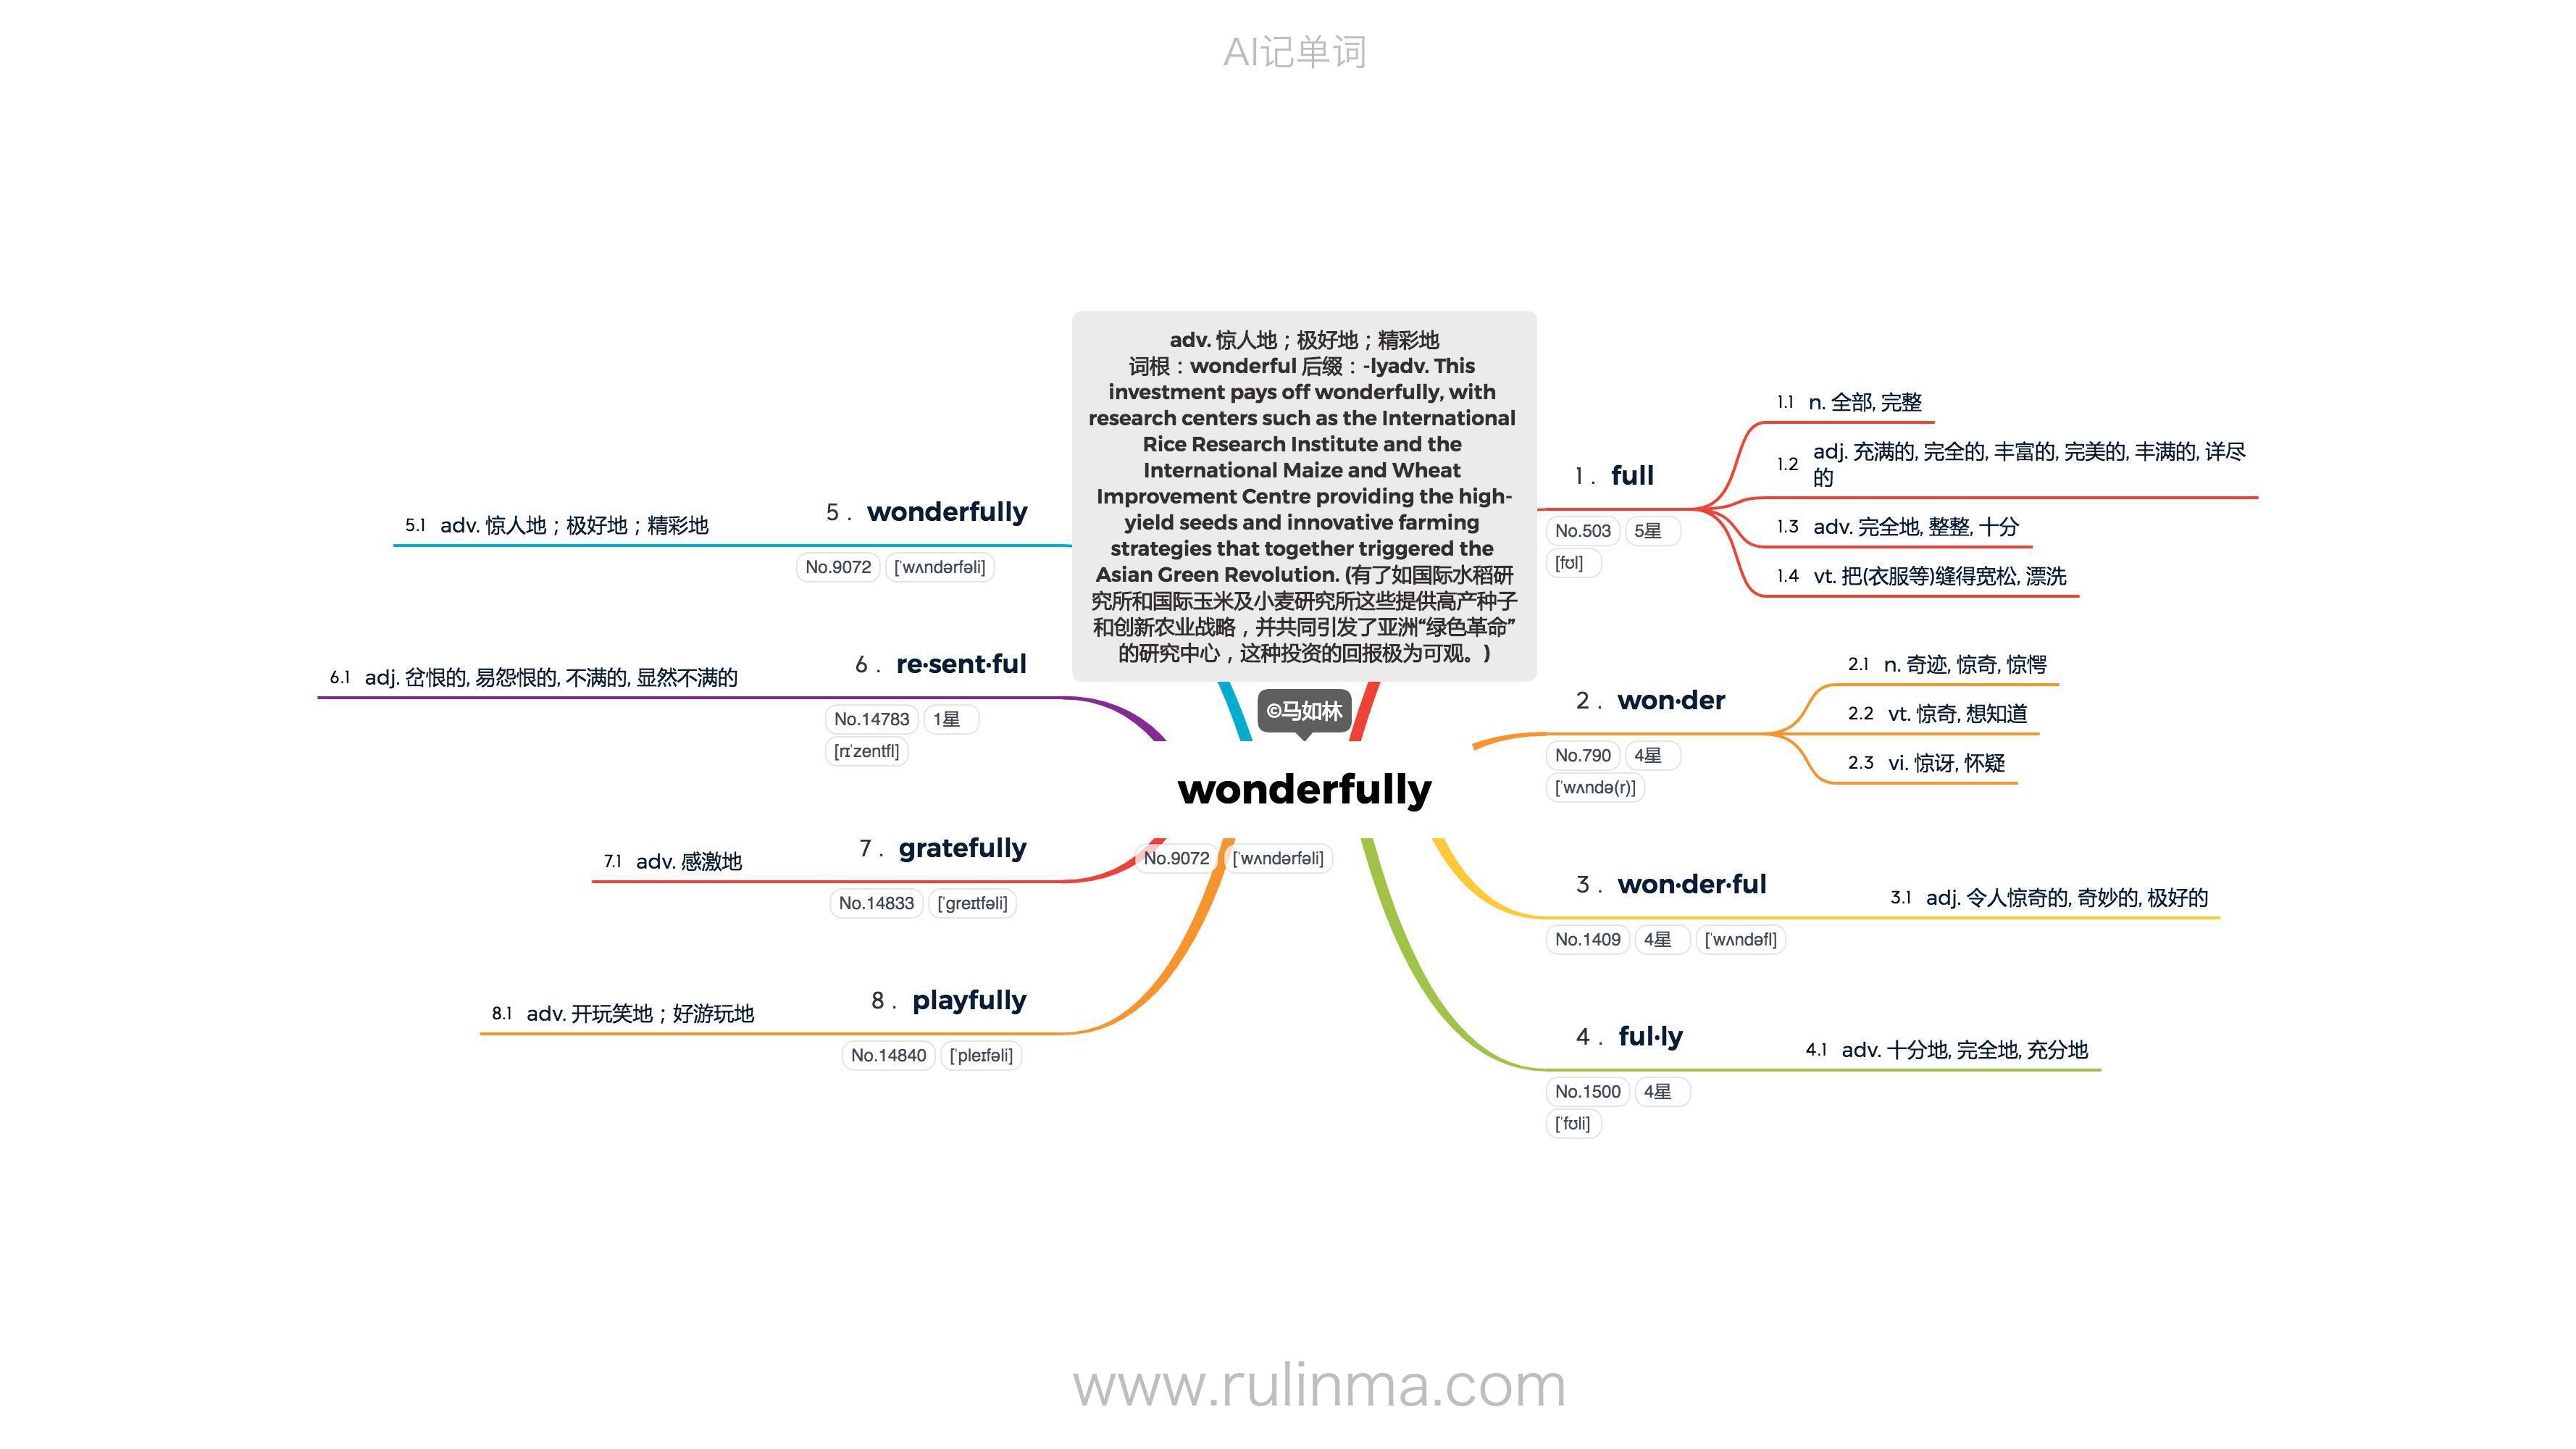 AI记单词
adv. 惊人地；极好地；精彩地
词根：wonderful 后缀：-lyadv. This
investment pays off wonderfully, with
research centers such as the International
Rice Research Institute and the
International Maize and Wheat
Improvement Centre providing the high-
yield seeds and innovative farming
strategies that together triggered the
Asian Green Revolution. (有了如国际水稻研
究所和国际玉米及小麦研究所这些提供高产种子
和创新农业战略，并共同引发了亚洲“绿色革命”
的研究中心，这种投资的回报极为可观。)
©马如林
wonderfully
No.9072 [ˈwʌndərfəli]
1. full
No.503 5星
[fʊl]
1.1 n. 全部, 完整
1.2 adj. 充满的, 完全的, 丰富的, 完美的, 丰满的, 详尽
的
1.3 adv. 完全地, 整整, 十分
1.4 vt. 把(衣服等)缝得宽松, 漂洗
2. won·der
No.790 4星
[ˈwʌndə(r)]
2.1 n. 奇迹, 惊奇, 惊愕
2.2 vt. 惊奇, 想知道
2.3 vi. 惊讶, 怀疑
3. won·der·ful
No.1409 4星 [ˈwʌndəfl]
3.1 adj. 令人惊奇的, 奇妙的, 极好的
4. ful·ly
No.1500 4星
[ˈfʊli]
4.1 adv. 十分地, 完全地, 充分地
5. wonderfully
No.9072 [ˈwʌndərfəli]
5.1 adv. 惊人地；极好地；精彩地
6. re·sent·ful
No.14783 1星
[rɪˈzentfl]
6.1 adj. 忿恨的, 易怨恨的, 不满的, 显然不满的
7. gratefully
No.14833 [ˈɡreɪtfəli]
7.1 adv. 感激地
8. playfully
No.14840 [ˈpleɪfəli]
8.1 adv. 开玩笑地；好游玩地
www.rulinma.com